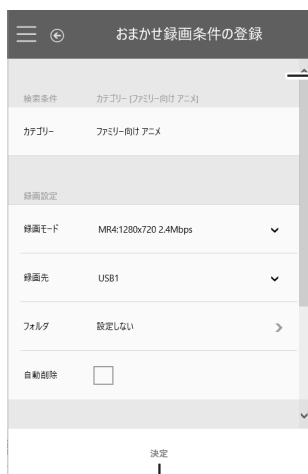 おまかせ録画条件の登録
検索条件 カテゴリー [ファミリー向け アニメ]
カテゴリー ファミリー向け アニメ
録画設定
録画モード MR4:1280x720 2.4Mbps
録画先 USB1
フォルダ 設定しない
自動削除
決定